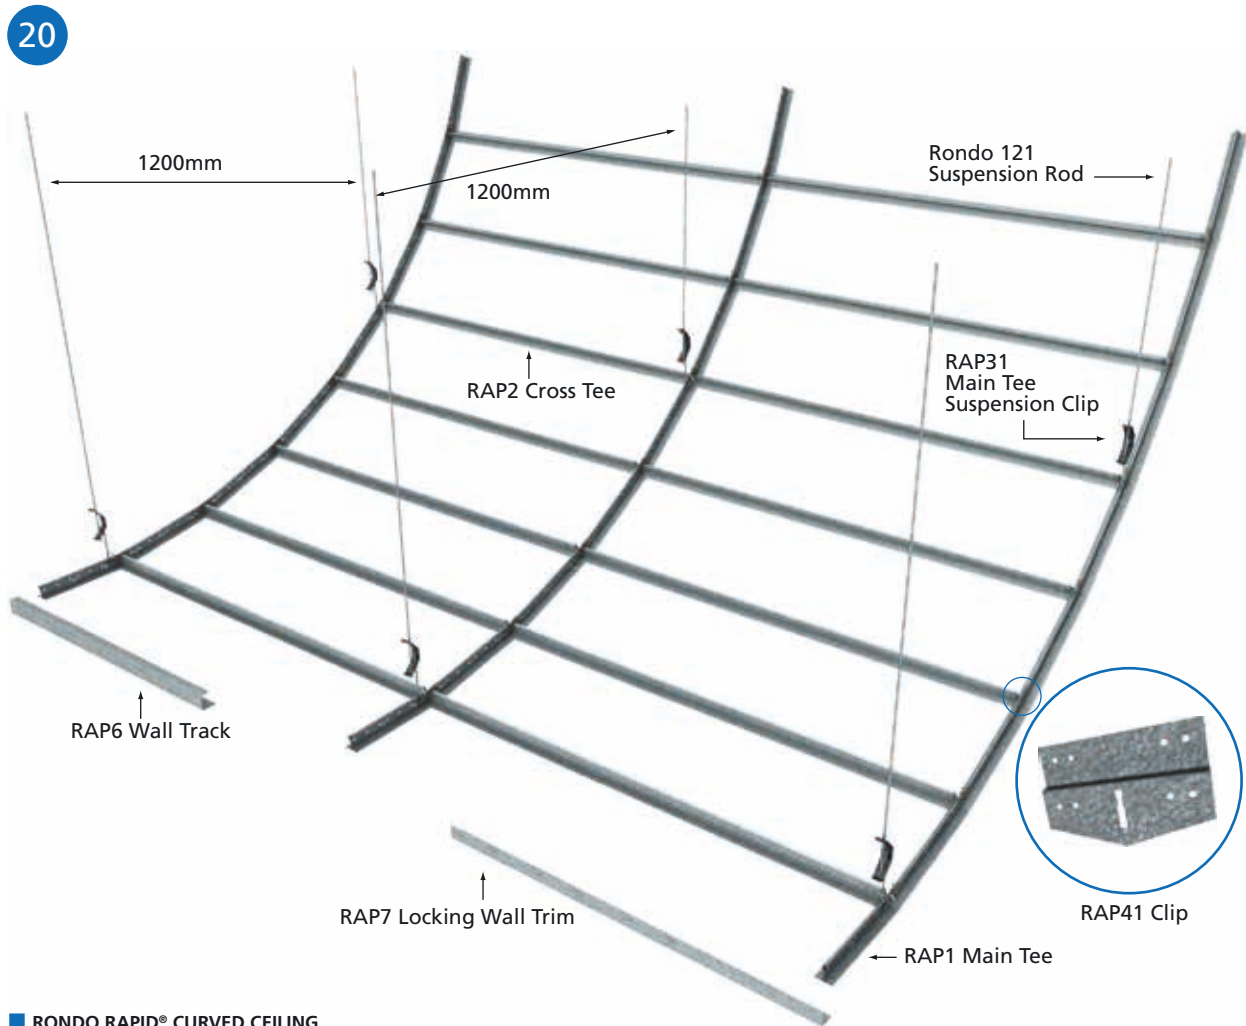 20
1200mm
1200mm
Rondo 121
Suspension Rod
RAP2 Cross Tee
RAP31
Main Tee
Suspension Clip
RAP6 Wall Track
RAP7 Locking Wall Trim
RAP41 Clip
RAP1 Main Tee
RONDO RAPID® CURVED CEILING